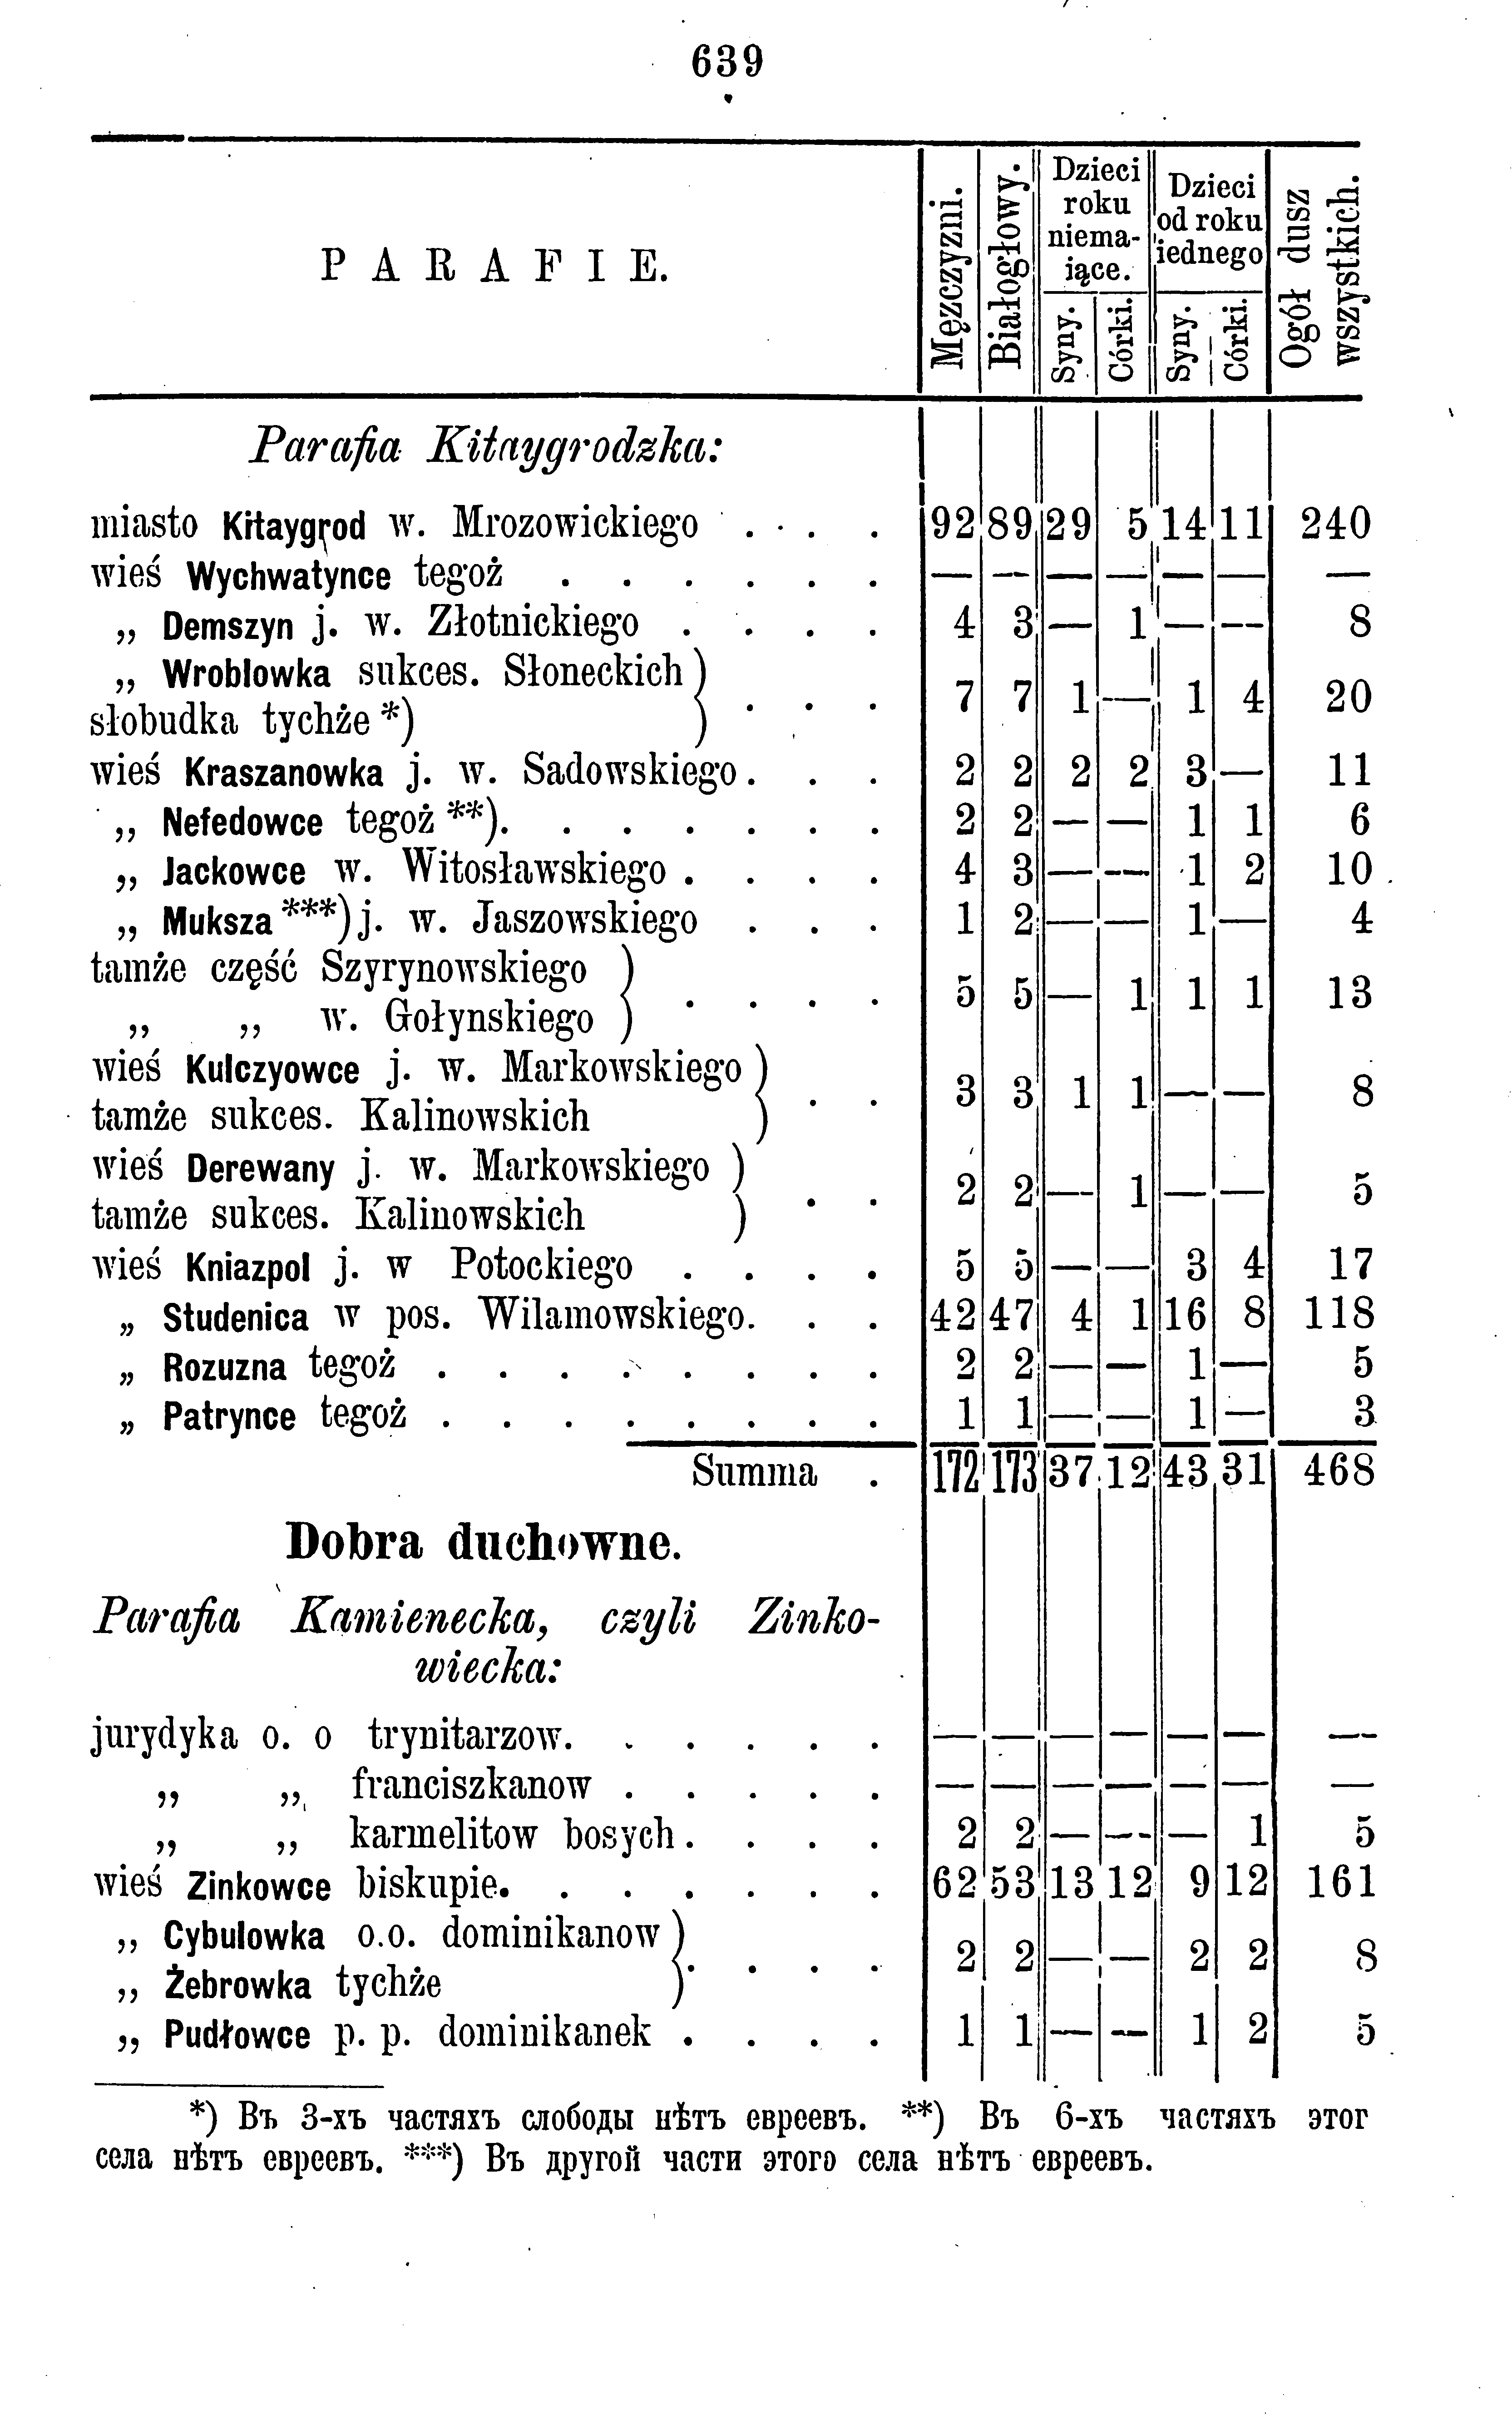 639
PARAFIE.
Mężczyzni.
Białogłowy.
Dzieci
roku
niema-
iące.
Syny.
Córki.
Dzieci
od roku
iednego
Syny.
Córki.
Ogół dusz
wszystkich.
Parafia Kitaygrodzka:
miasto Kitaygrod w. Mrozowickiego . . . . 92 89 29 5 14 11 240
wieś Wychwatynce tegoż . . . . . . — — — — — — —
„ Demszyn j. w. Złotnickiego . . . . 4 3 — 1 — — 8
„ Wroblowka sukces. Słoneckich )
słobudka tychże *) ) . . . 7 7 1 — 1 4 20
wieś Kraszanowka j. w. Sadowskiego . . . 2 2 2 2 3 — 11
„ Nefedowce tegoż **). . . . . . . 2 2 — — 1 1 6
„ Jackowce w. Witosławskiego . . . . 4 3 — — 1 2 10
„ Muksza ***) j. w. Jaszowskiego . . . 1 2 — — 1 — 4
tamże część Szyrynowskiego )
„ „ w. Gołynskiego ) . . . . 5 5 — 1 1 1 13
wieś Kulczyowce j. w. Markowskiego )
tamże sukces. Kalinowskich ) . . 3 3 1 1 — — 8
wieś Derewany j. w. Markowskiego )
tamże sukces. Kalinowskich ) . . 2 2 — 1 — — 5
wieś Kniazpol j. w Potockiego . . . . 5 5 — — 3 4 17
„ Studenica w pos. Wilamowskiego. . . 42 47 4 1 16 8 118
„ Rozuzna tegoż . . . . . . . . 2 2 — — 1 — 5
„ Patrynce tegoż . . . . . . . . 1 1 — — 1 — 3
Summa . 172 173 37 12 43 31 468
Dobra duchowne.
Parafia Kamienecka, czyli Zinko-
wiecka:
jurydyka o. o trynitarzow. . . . . . — — — — — — —
„ „ franciszkanow . . . . . — — — — — — —
„ „ karmelitow bosych . . . . 2 2 — — — 1 5
wieś Zinkowce biskupie. . . . . . . 62 53 13 12 9 12 161
„ Cybulowka o.o. dominikanow )
„ Żebrowka tychże ) . . . . 2 2 — — 2 2 8
„ Pudłowce p. p. dominikanek . . . . 1 1 — — 1 2 5
*) Въ 3-хъ частяхъ слободы нѣтъ евреевъ. **) Въ 6-хъ частяхъ этог
села нѣтъ евреевъ. ***) Въ другой части этого села нѣтъ евреевъ.